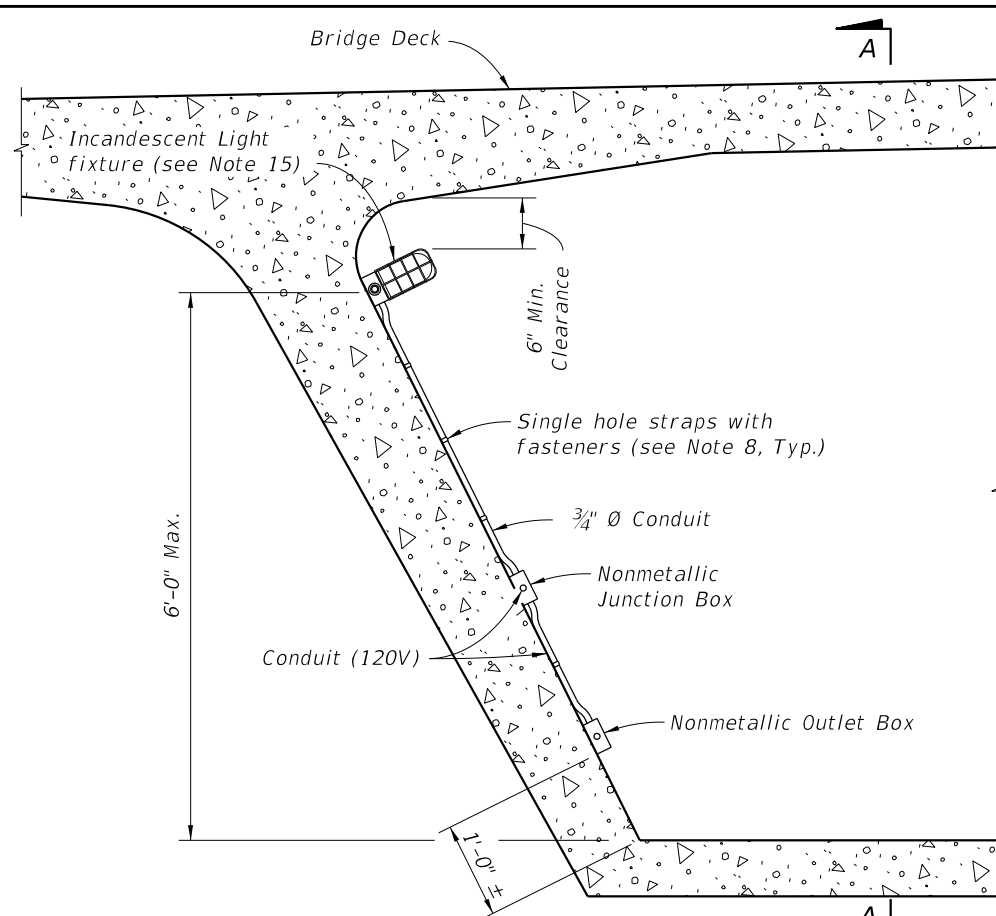 Bridge Deck
A
Incandescent Light
fixture (see Note 15)
6" Min.
Clearance
Single hole straps with
fasteners (see Note 8, Typ.)
¾" Ø Conduit
6'-0" Max.
Nonmetallic
Junction Box
Conduit (120V)
Nonmetallic Outlet Box
1'-0" ±
A